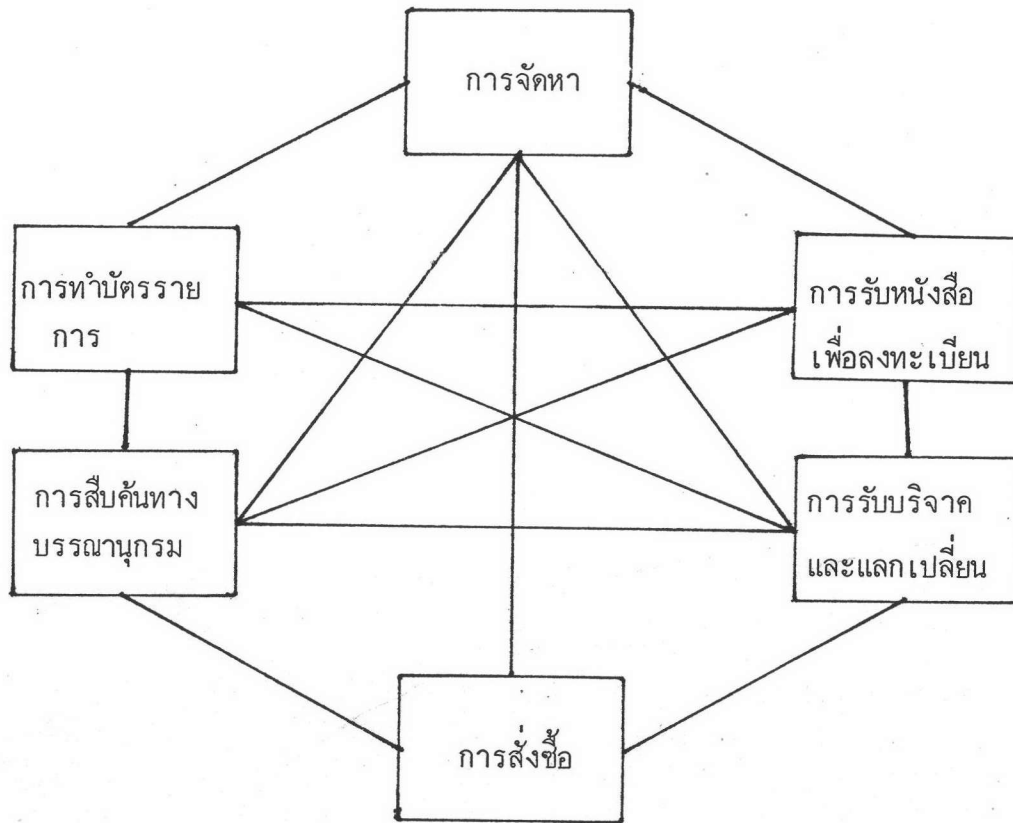 การจัดหา
การทำบัตรราย
การ
การรับหนังสือ
เพื่อลงทะเบียน
การสืบค้นทาง
บรรณานุกรม
การรับบริจาค
และแลกเปลี่ยน
การสั่งซื้อ